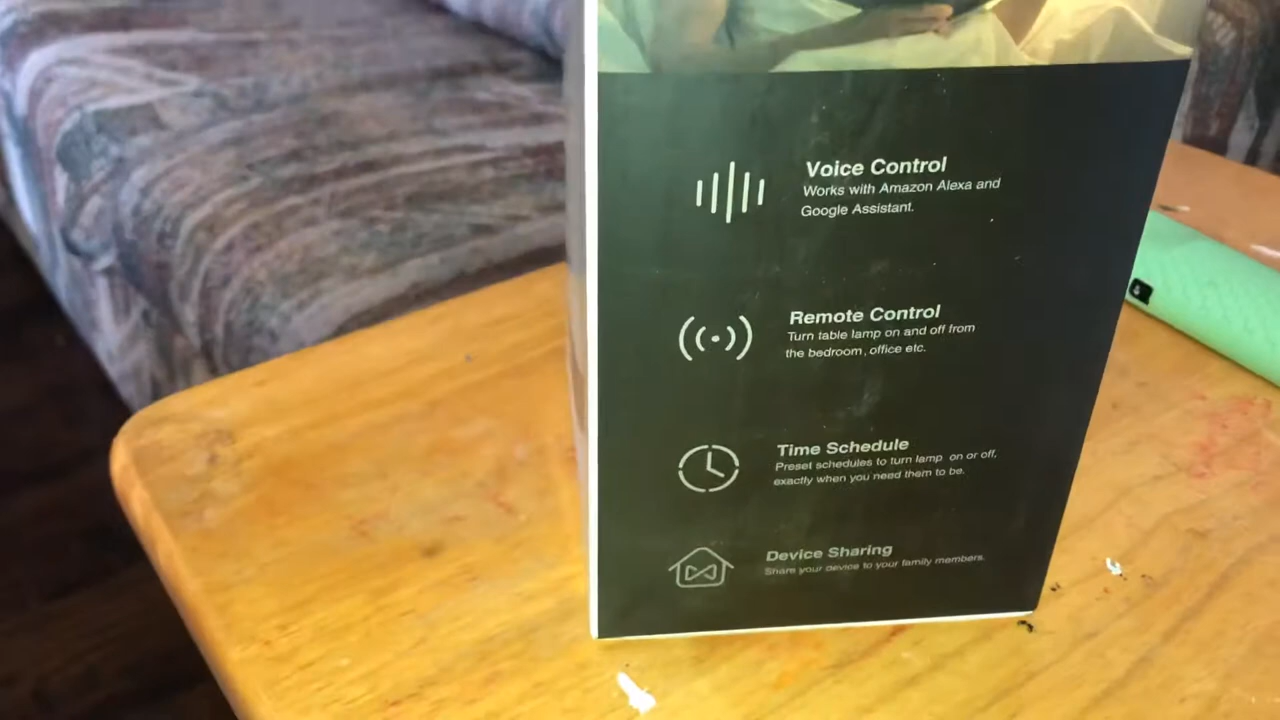 Voice Control
Works with Amazon Alexa and
Google Assistant.
Remote Control
Turn table lamp on and off from
the bedroom, office etc.
Time Schedule
Preset schedules to turn lamp on or off,
exactly when you need them to be.
Device Sharing
Share your device to your family members.